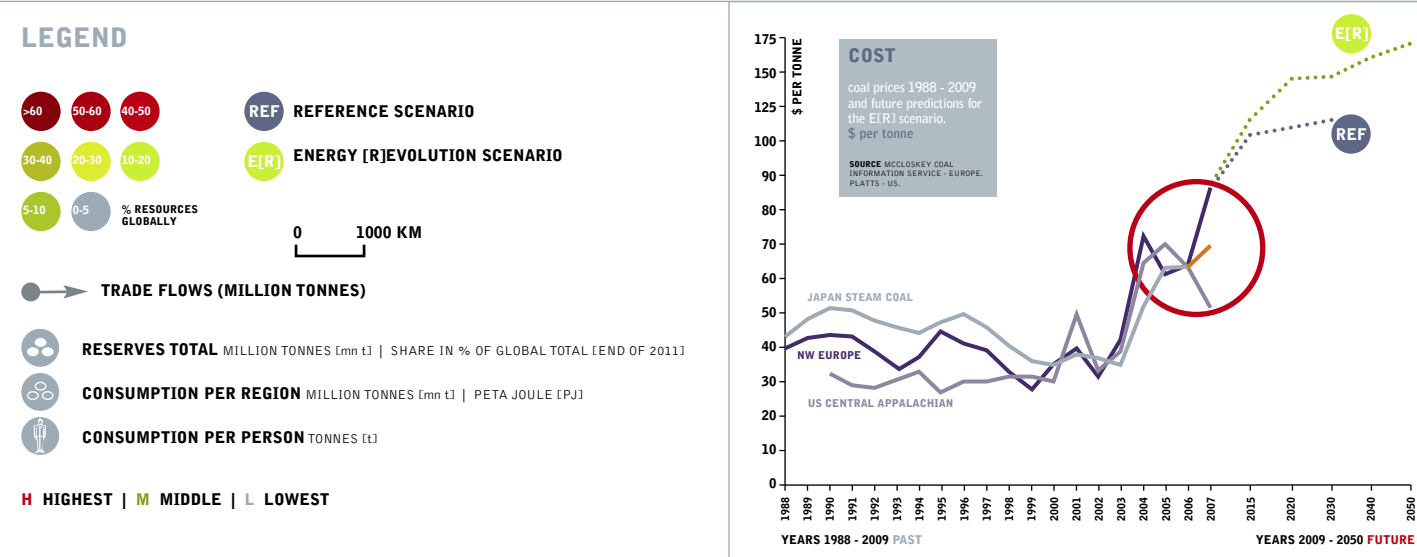 LEGEND
>60 50-60 40-50
30-40 20-30 10-20
5-10 0-5 % RESOURCES
GLOBALLY
REF REFERENCE SCENARIO
E[R] ENERGY [R]EVOLUTION SCENARIO
0 1000 KM
TRADE FLOWS (MILLION TONNES)
RESERVES TOTAL MILLION TONNES [mn t] | SHARE IN % OF GLOBAL TOTAL [END OF 2011]
CONSUMPTION PER REGION MILLION TONNES [mn t] | PETA JOULE [PJ]
CONSUMPTION PER PERSON TONNES [t]
H HIGHEST | M MIDDLE | L LOWEST
175
150
125
100
90
80
70
60
50
40
30
20
10
0
$ PER TONNE
COST
coal prices 1988 - 2009
and future predictions for
the E[R] scenario.
$ per tonne
SOURCE MCCLOSKEY COAL
INFORMATION SERVICE - EUROPE.
PLATTS - US.
E[R]
REF
JAPAN STEAM COAL
NW EUROPE
US CENTRAL APPALACHIAN
1988 1989 1990 1991 1992 1993 1994 1995 1996 1997 1998 1999 2000 2001 2002 2003 2004 2005 2006 2007 2015 2020 2030 2040 2050
YEARS 1988 - 2009 PAST
YEARS 2009 - 2050 FUTURE